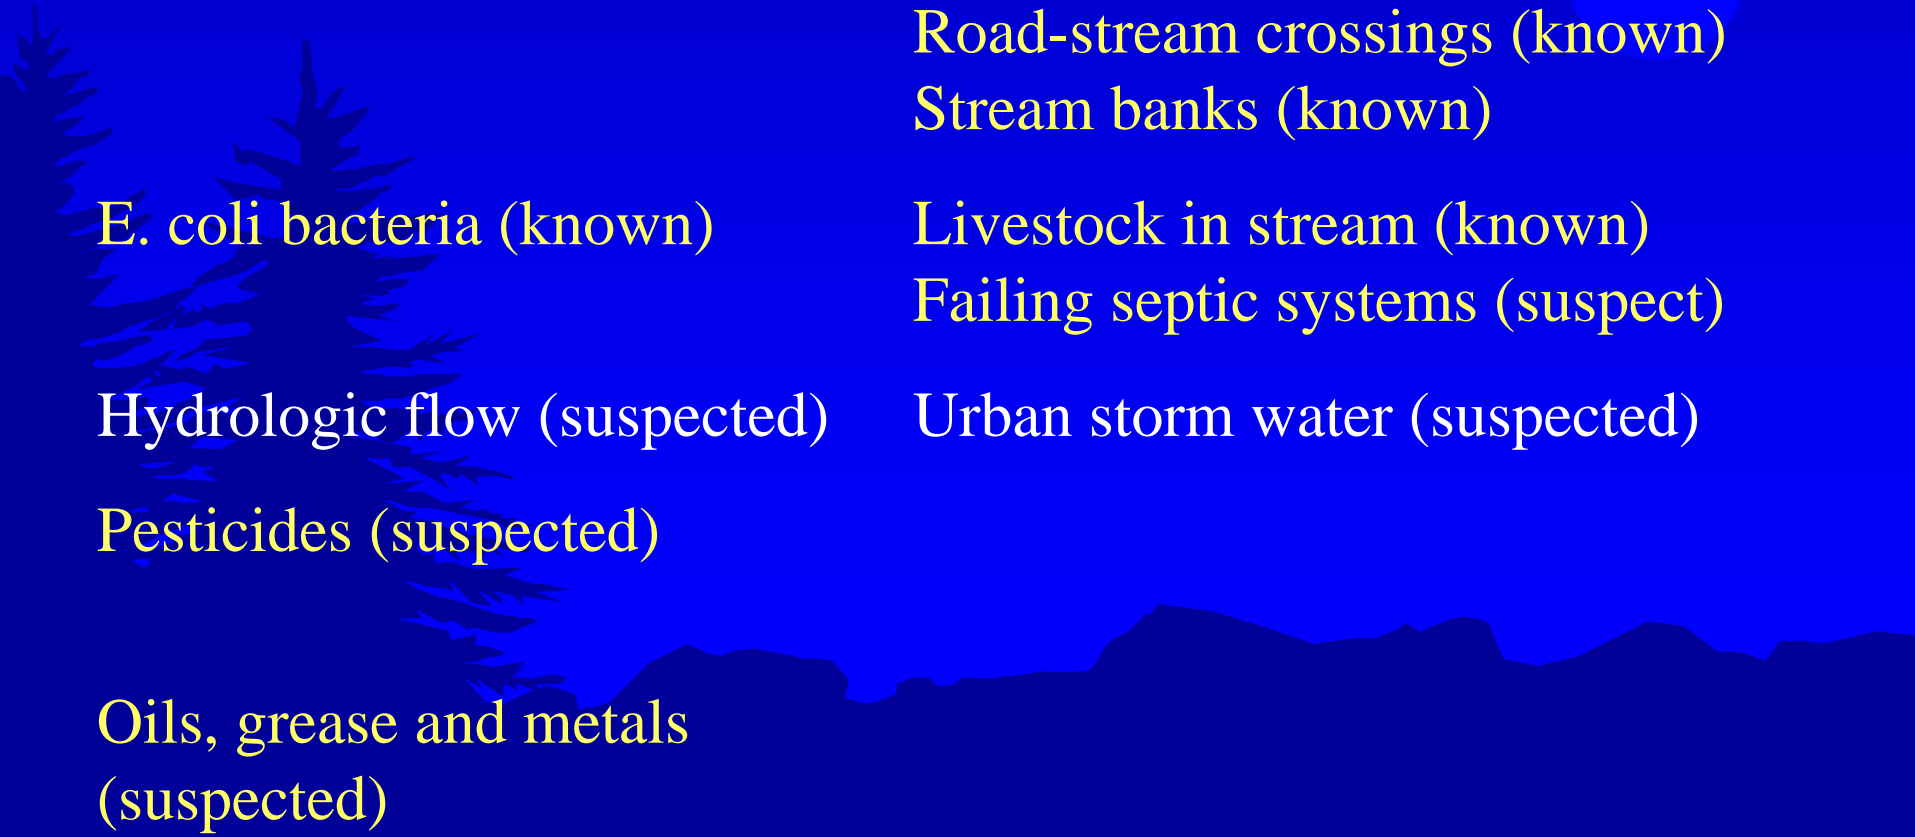 Road-stream crossings (known)
Stream banks (known)
E. coli bacteria (known)
Livestock in stream (known)
Failing septic systems (suspect)
Hydrologic flow (suspected)
Urban storm water (suspected)
Pesticides (suspected)
Oils, grease and metals
(suspected)